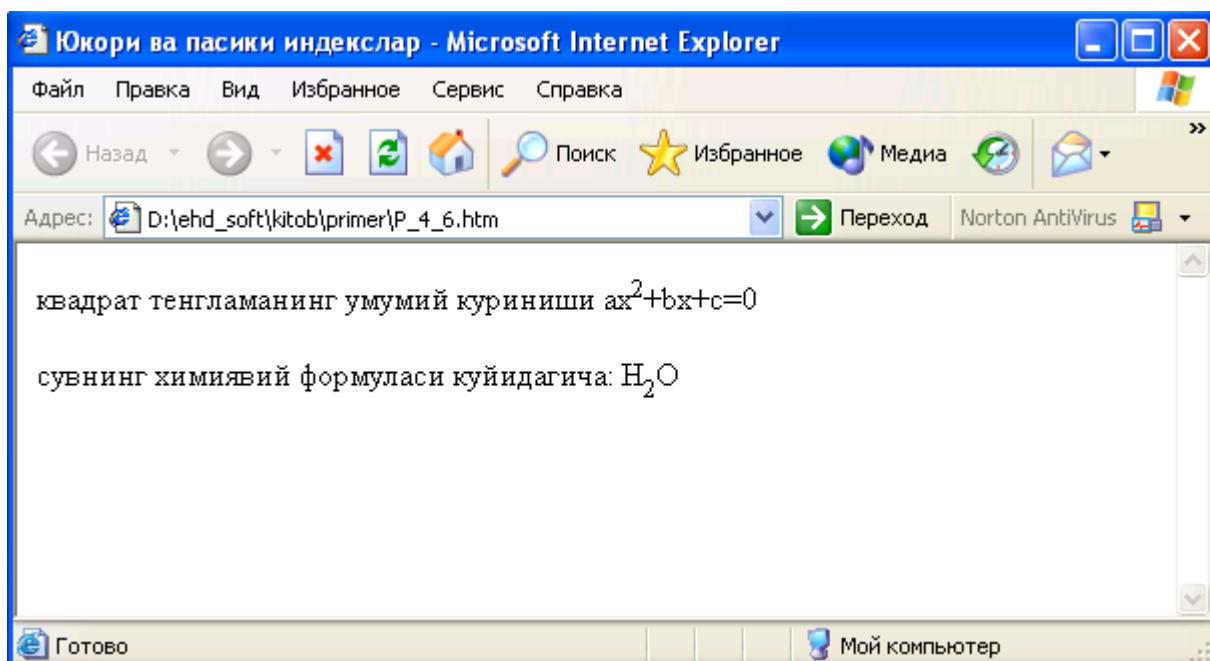 Юкори ва пасики индекслар - Microsoft Internet Explorer
Файл Правка Вид Избранное Сервис Справка
Назад Поиск Избранное Медиа »
Адрес: D:\ehd_soft\kitob\primer\P_4_6.htm Переход Norton AntiVirus
квадрат тенгламанинг умумий куриниши ax²+bx+c=0
сувнинг химиявий формуласи куйидагича: H₂O
Готово Мой компьютер